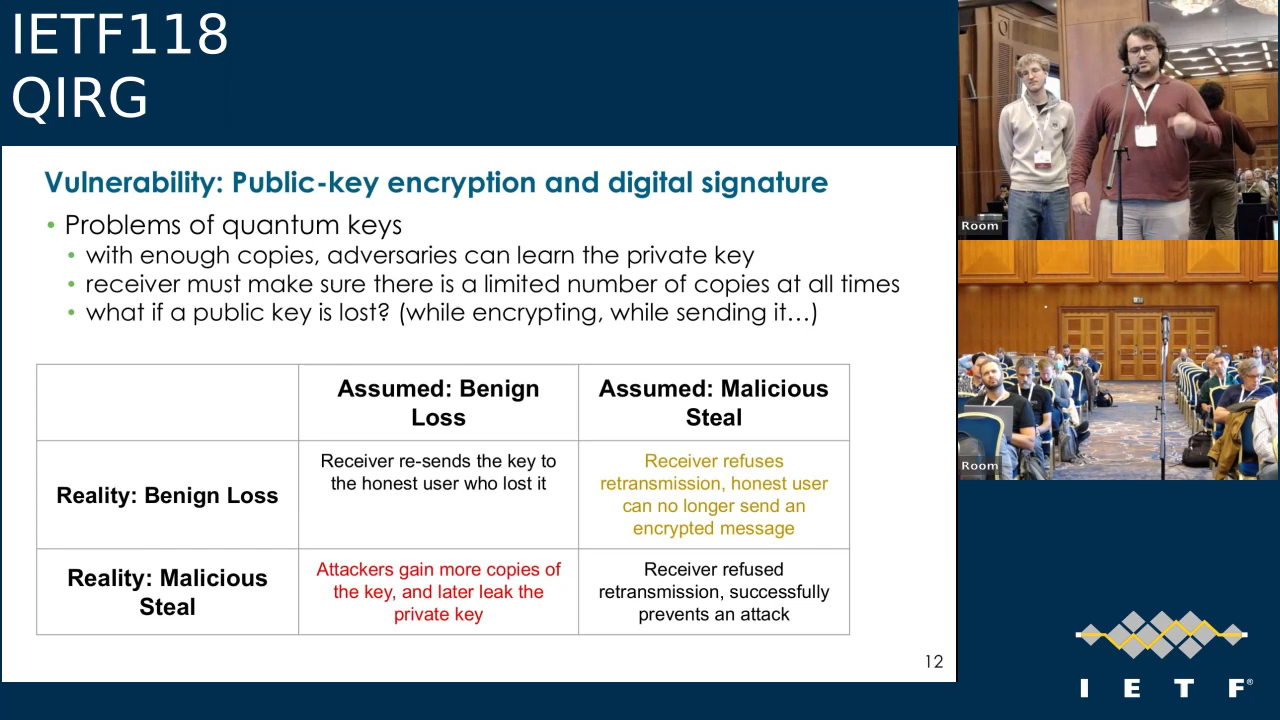 IETF118
QIRG
Vulnerability: Public-key encryption and digital signature
• Problems of quantum keys
• with enough copies, adversaries can learn the private key
• receiver must make sure there is a limited number of copies at all times
• what if a public key is lost? (while encrypting, while sending it…)
Assumed: Benign
Loss
Assumed: Malicious
Steal
Reality: Benign Loss
Receiver re-sends the key to
the honest user who lost it
Receiver refuses
retransmission, honest user
can no longer send an
encrypted message
Reality: Malicious
Steal
Attackers gain more copies of
the key, and later leak the
private key
Receiver refused
retransmission, successfully
prevents an attack
12
Room
Room
I E T F®